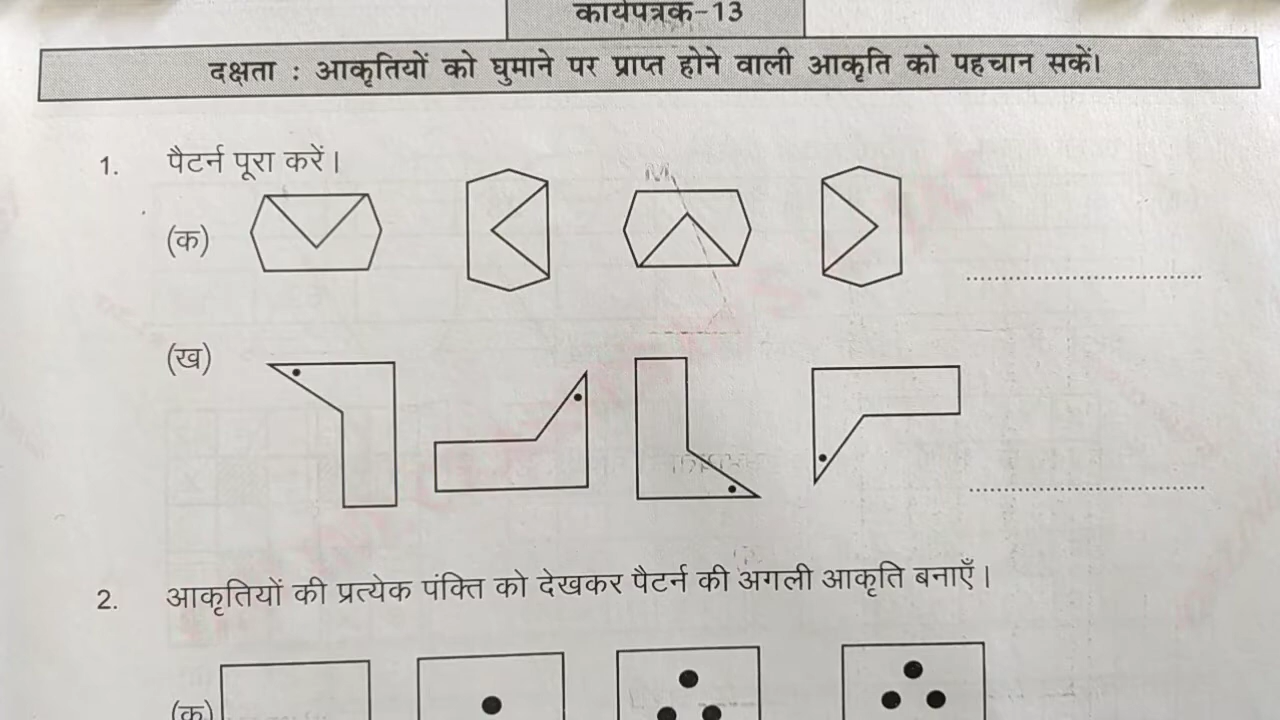 कार्यपत्रक-13
दक्षता : आकृतियों को घुमाने पर प्राप्त होने वाली आकृति को पहचान सकें।
1. पैटर्न पूरा करें।
(क)
(ख)
2. आकृतियों की प्रत्येक पंक्ति को देखकर पैटर्न की अगली आकृति बनाएँ।
(क)